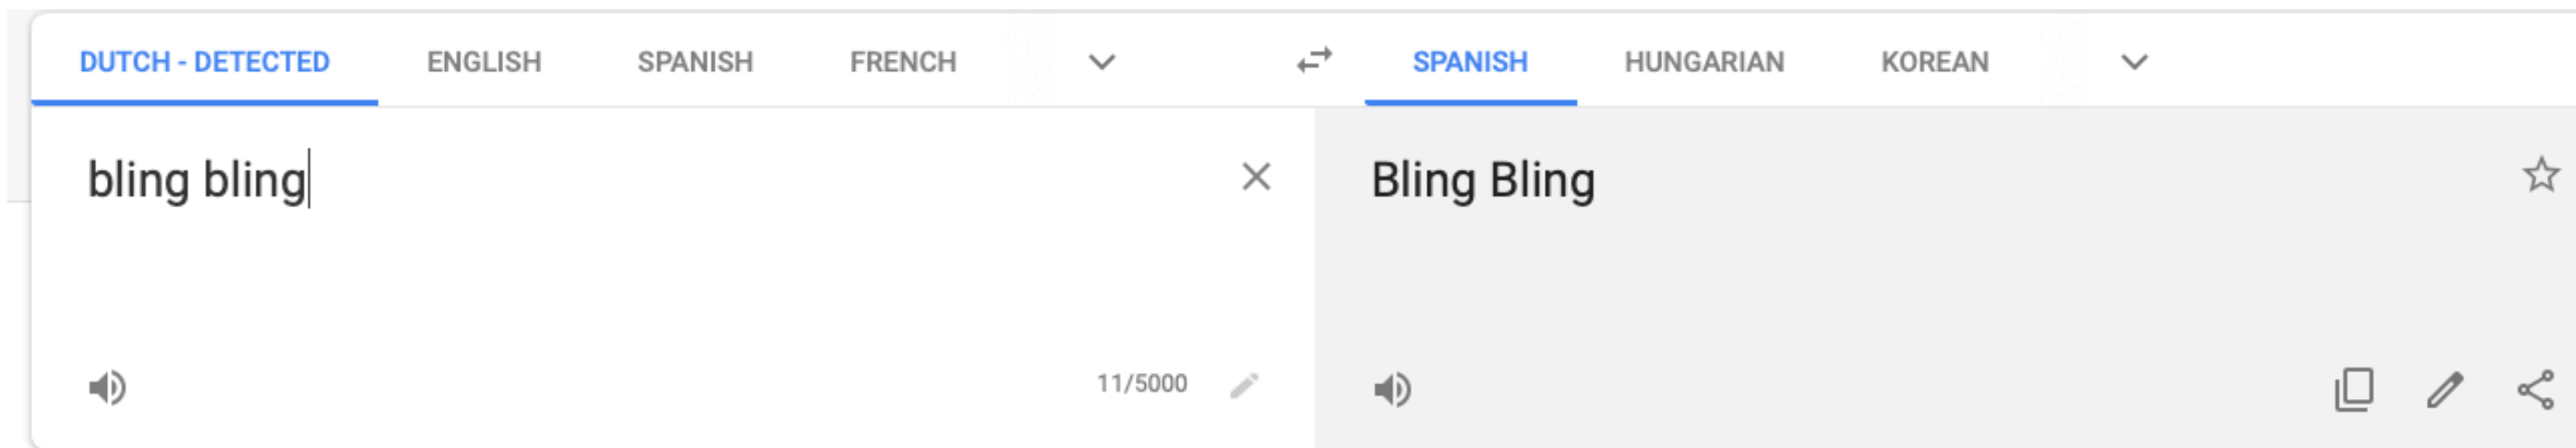 DUTCH - DETECTED ENGLISH SPANISH FRENCH SPANISH HUNGARIAN KOREAN
bling bling
Bling Bling
11/5000